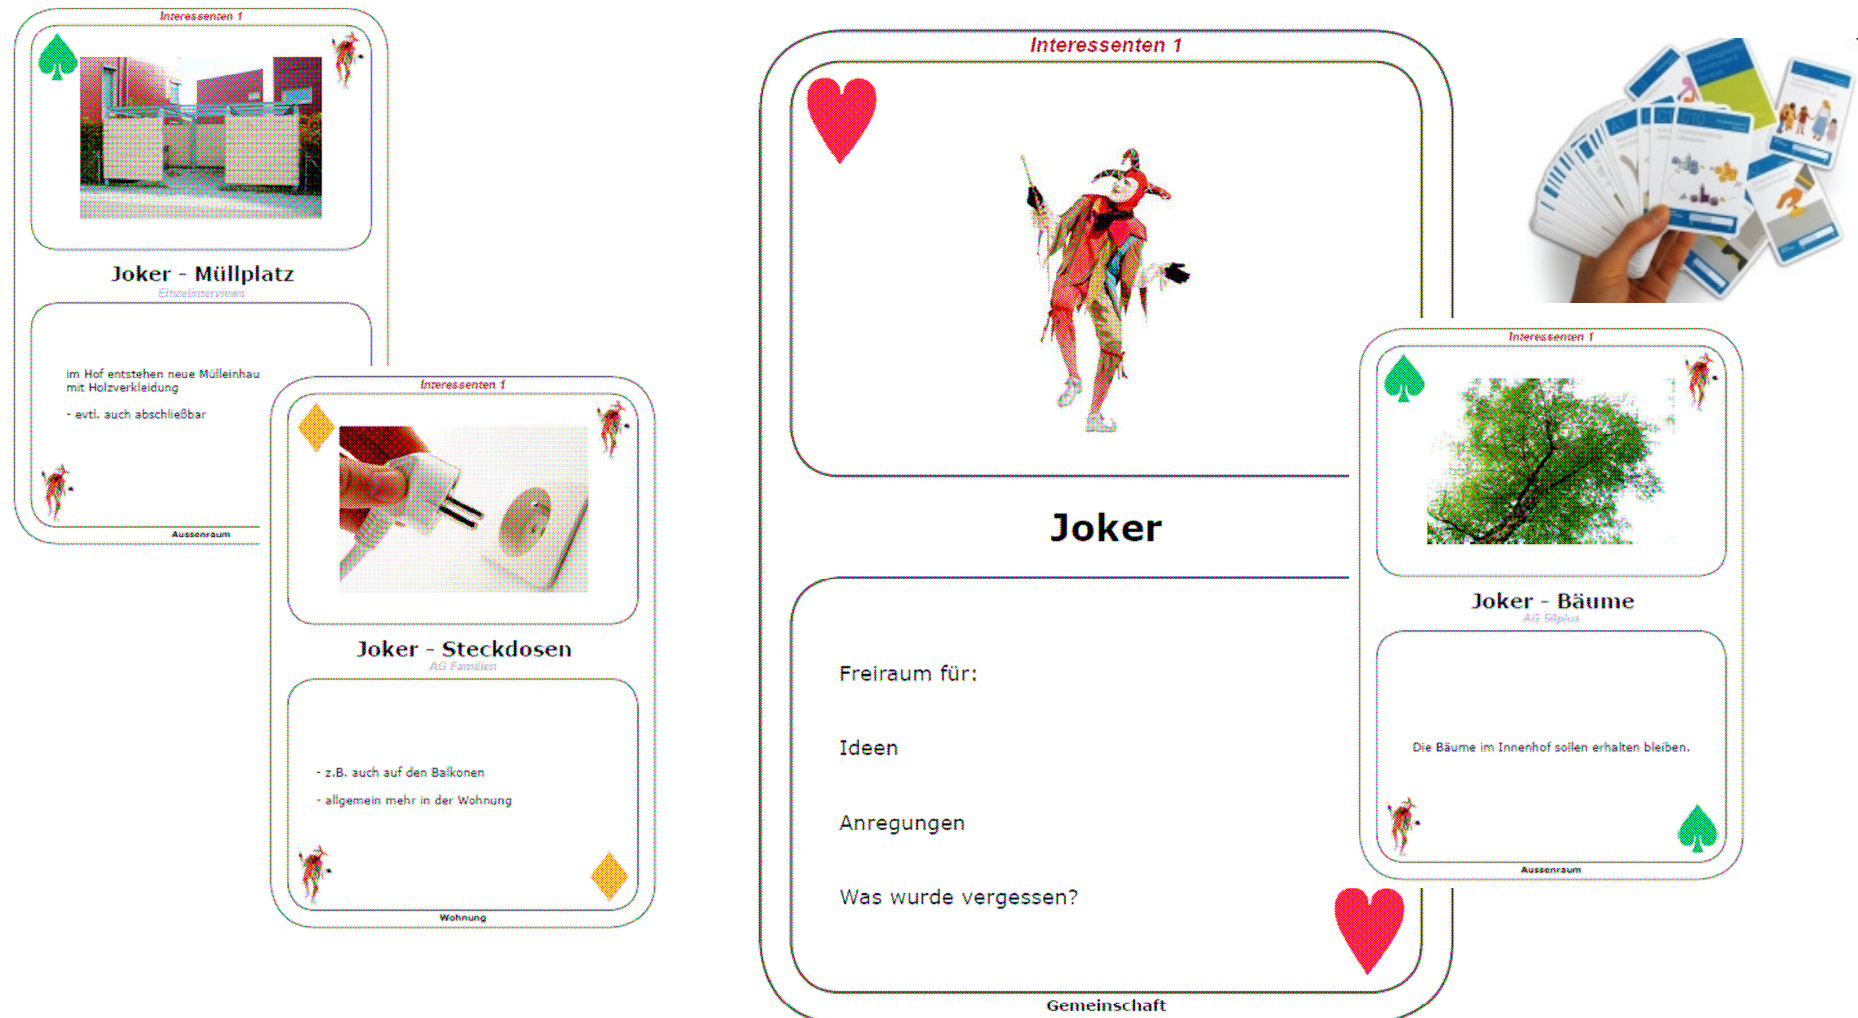 Interessenten 1
Joker - Müllplatz
Einzelinterviews
im Hof entstehen neue Mülleinhau
mit Holzverkleidung
- evtl. auch abschließbar
Aussenraum
Interessenten 1
Joker - Steckdosen
AG Familien
- z.B. auch auf den Balkonen
- allgemein mehr in der Wohnung
Wohnung
Interessenten 1
Joker
Freiraum für:
Ideen
Anregungen
Was wurde vergessen?
Gemeinschaft
Interessenten 1
Joker - Bäume
AG 50plus
Die Bäume im Innenhof sollen erhalten bleiben.
Aussenraum